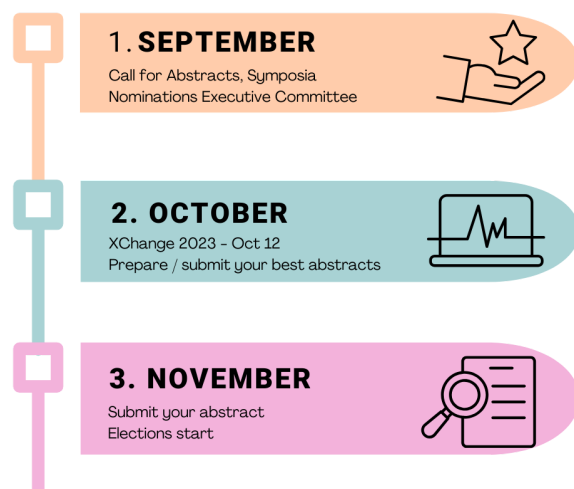 1. SEPTEMBER
Call for Abstracts, Symposia
Nominations Executive Committee
2. OCTOBER
XChange 2023 - Oct 12
Prepare / submit your best abstracts
3. NOVEMBER
Submit your abstract
Elections start